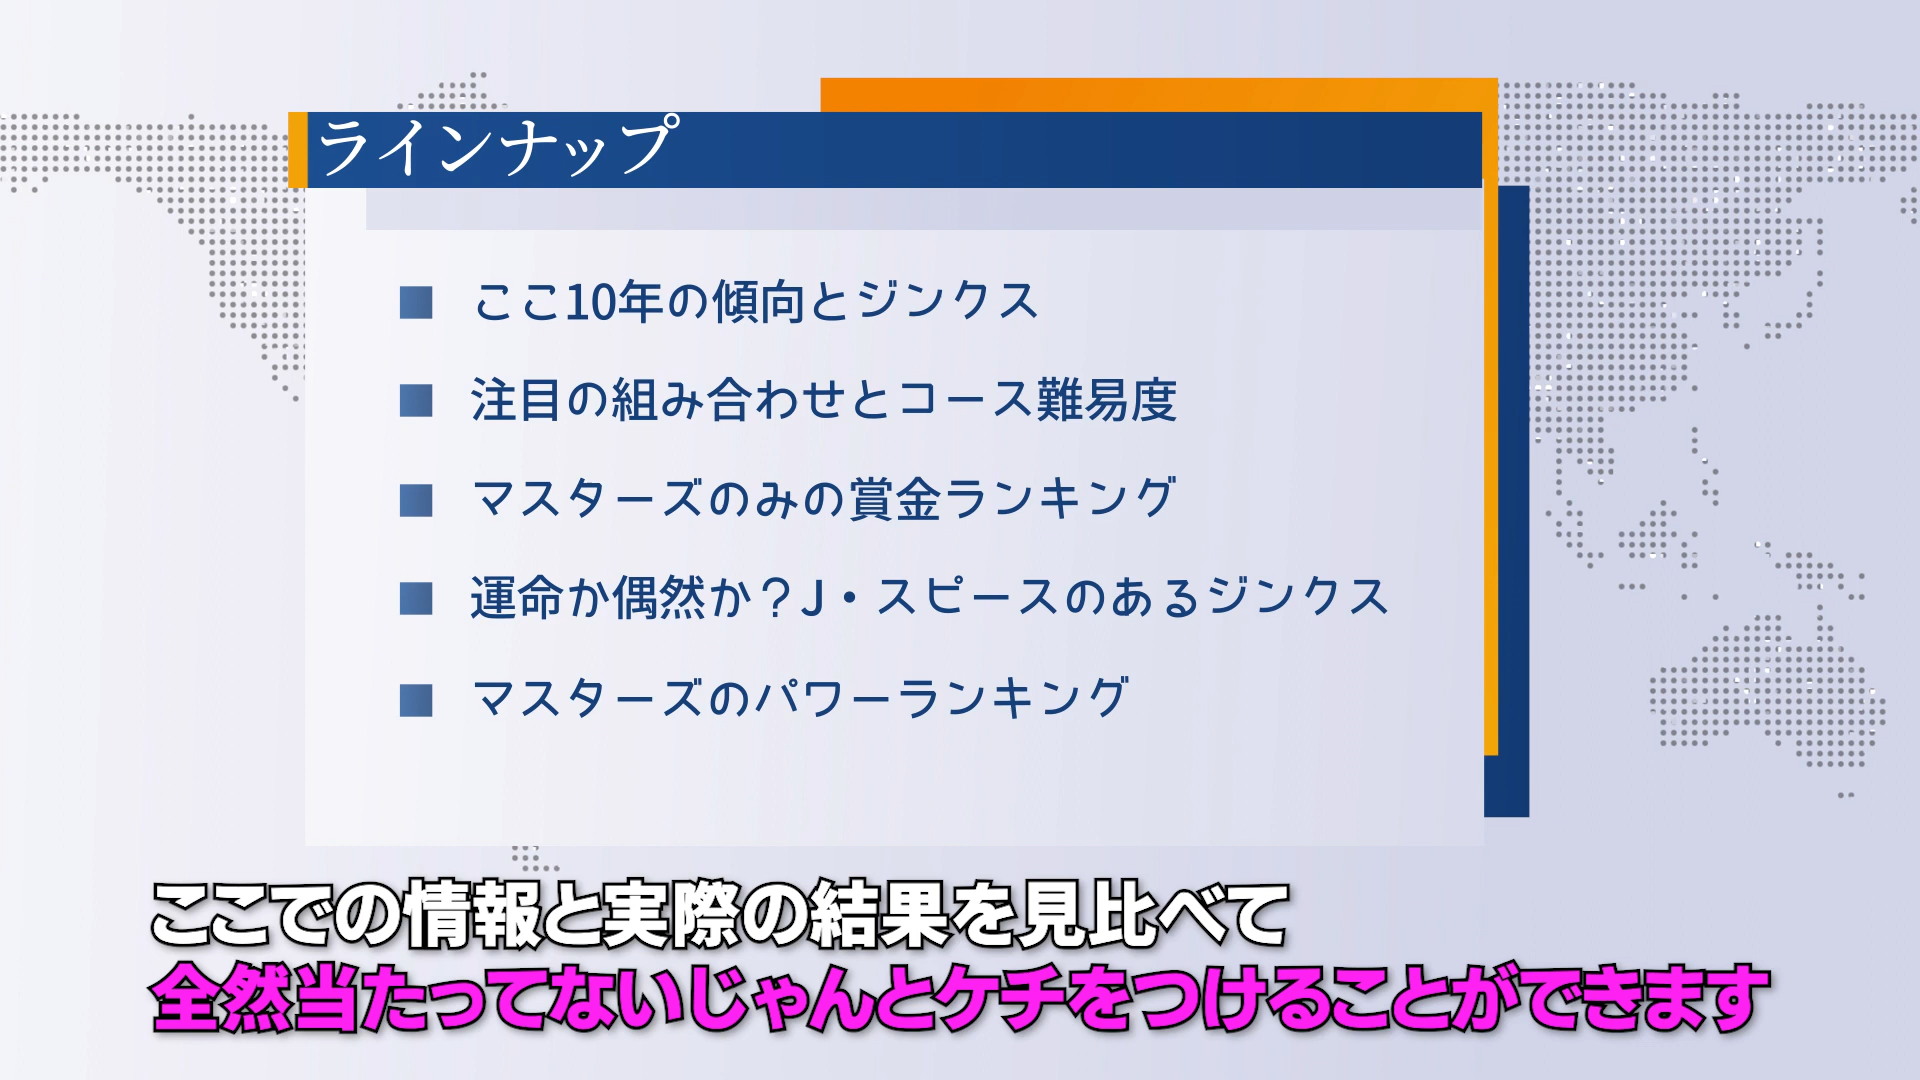 ラインナップ
ここ10年の傾向とジンクス
注目の組み合わせとコース難易度
マスターズのみの賞金ランキング
運命か偶然か？J・スピースのあるジンクス
マスターズのパワーランキング
ここでの情報と実際の結果を見比べて
全然当たってないじゃんとケチをつけることができます